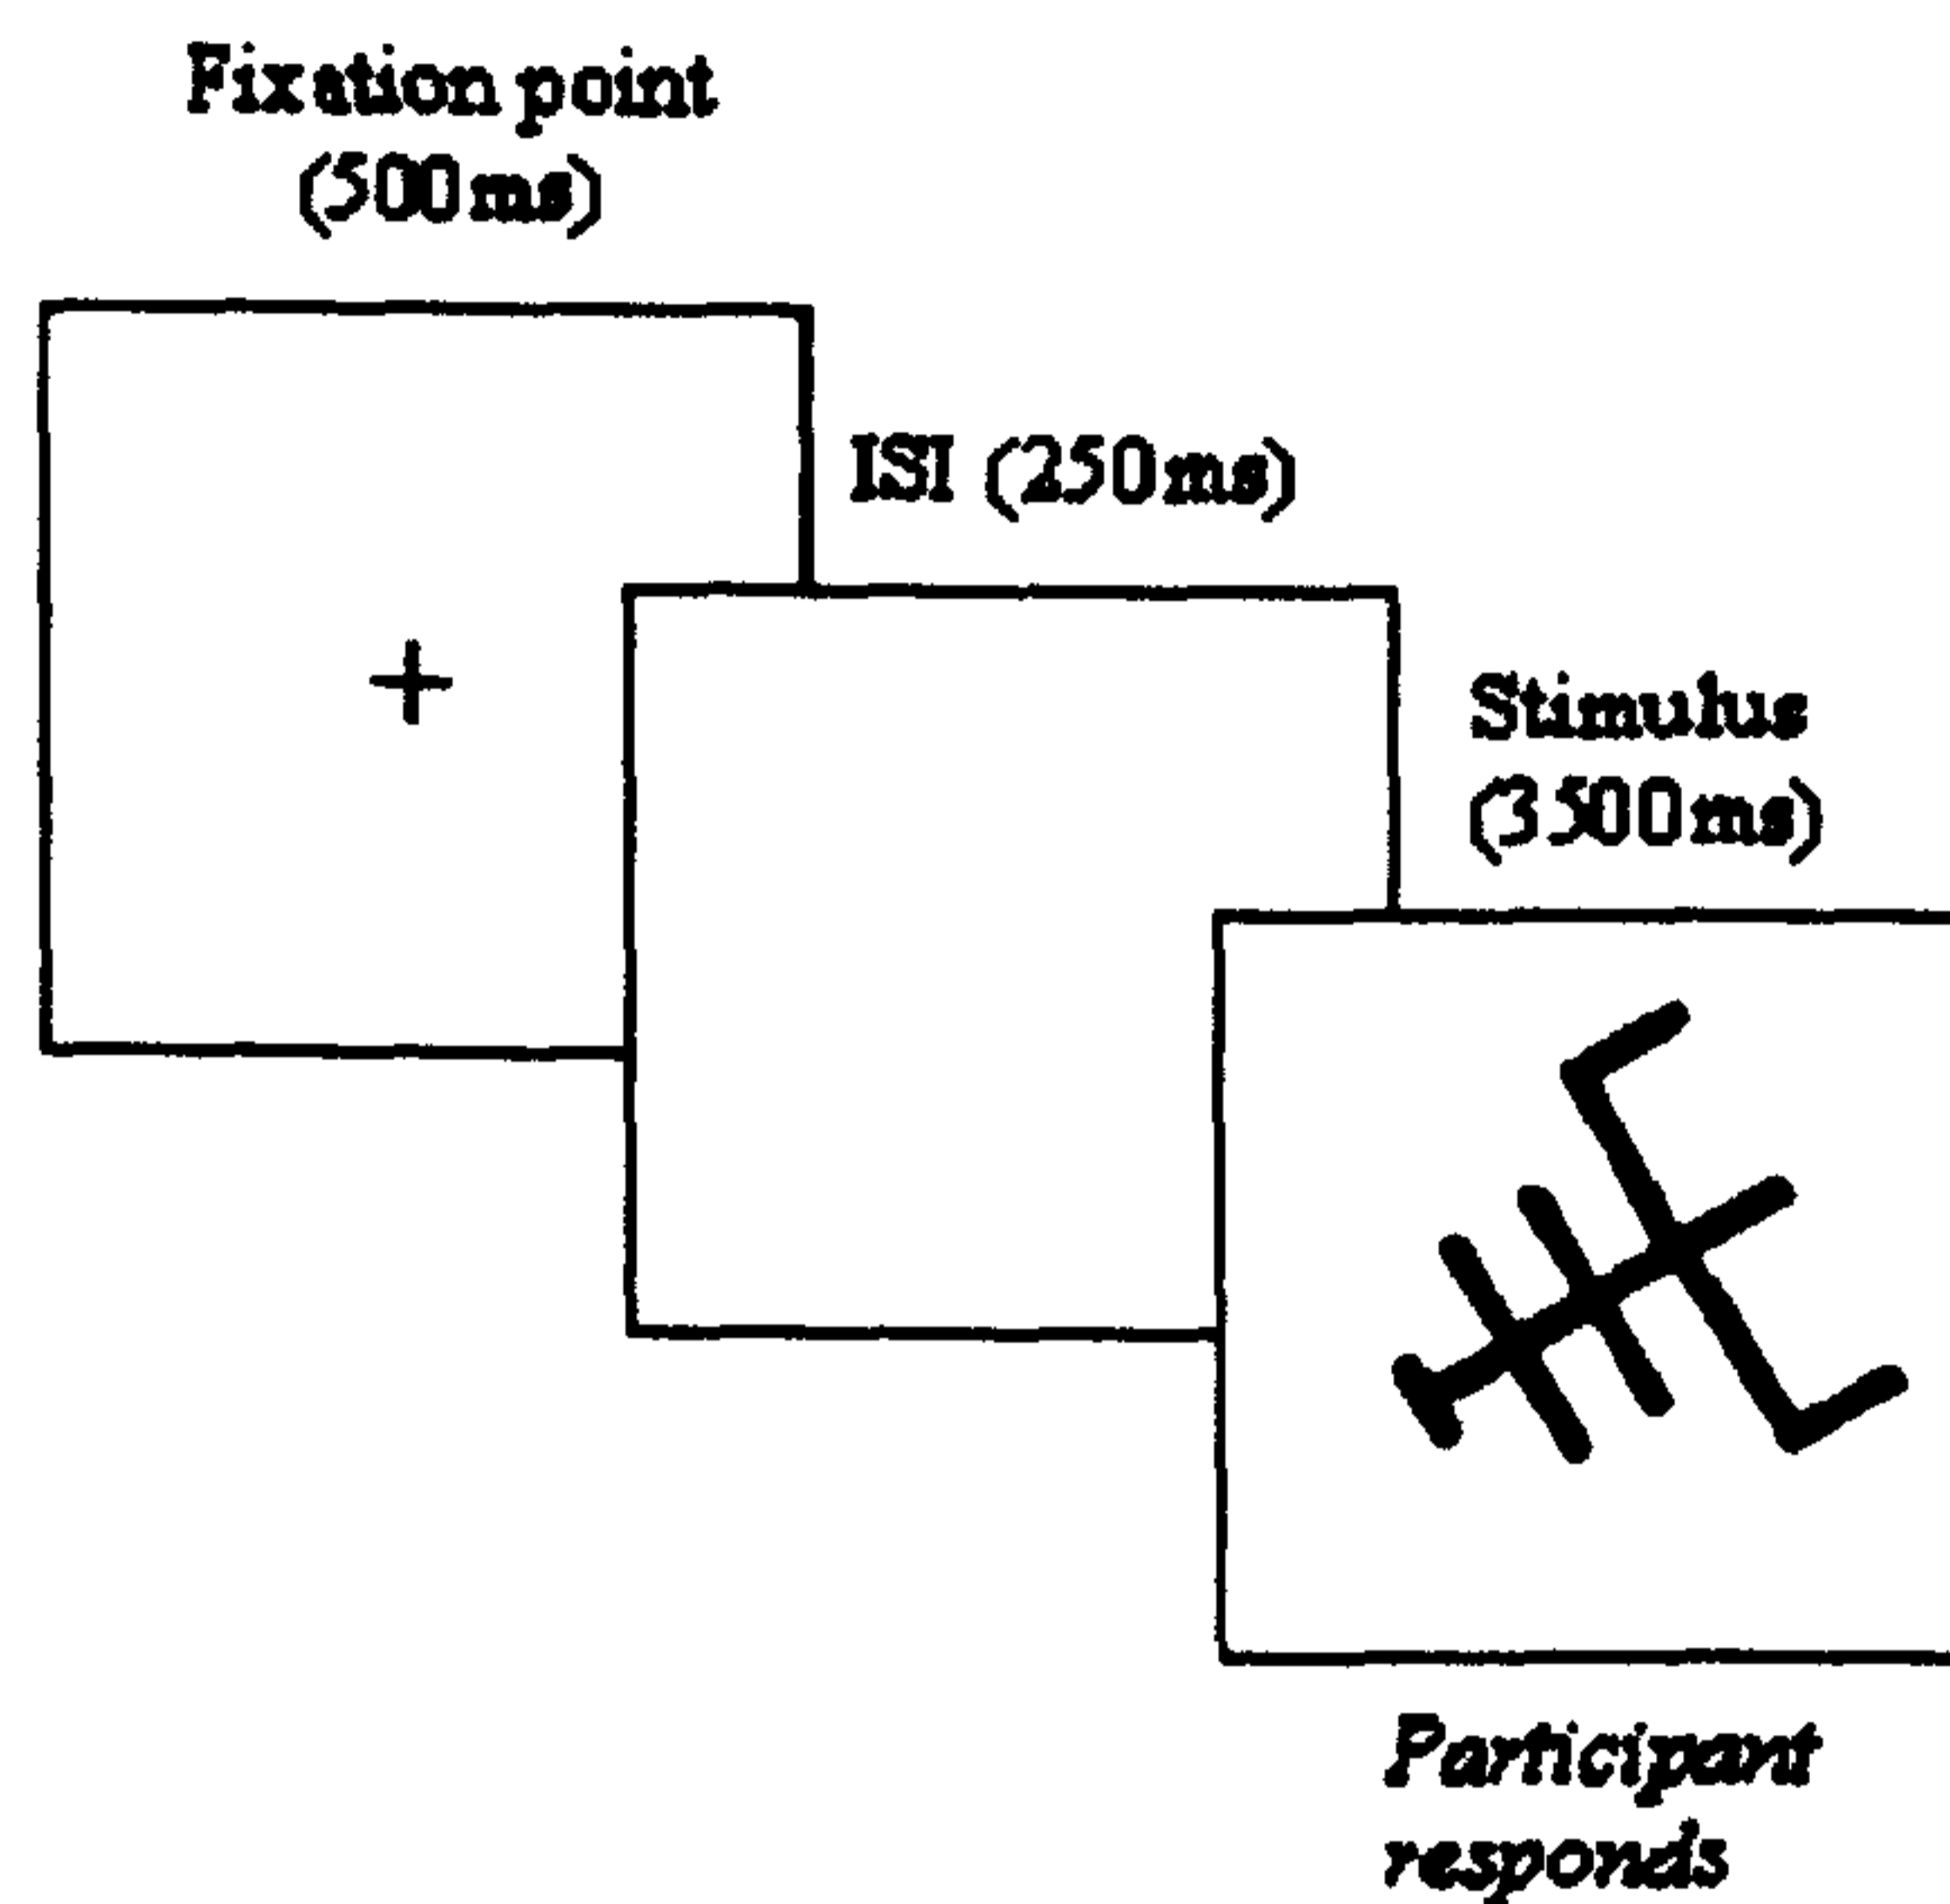 Fixation point
(500 ms)
ISI (250 ms)
Stimulus
(3500 ms)
Participant
responds